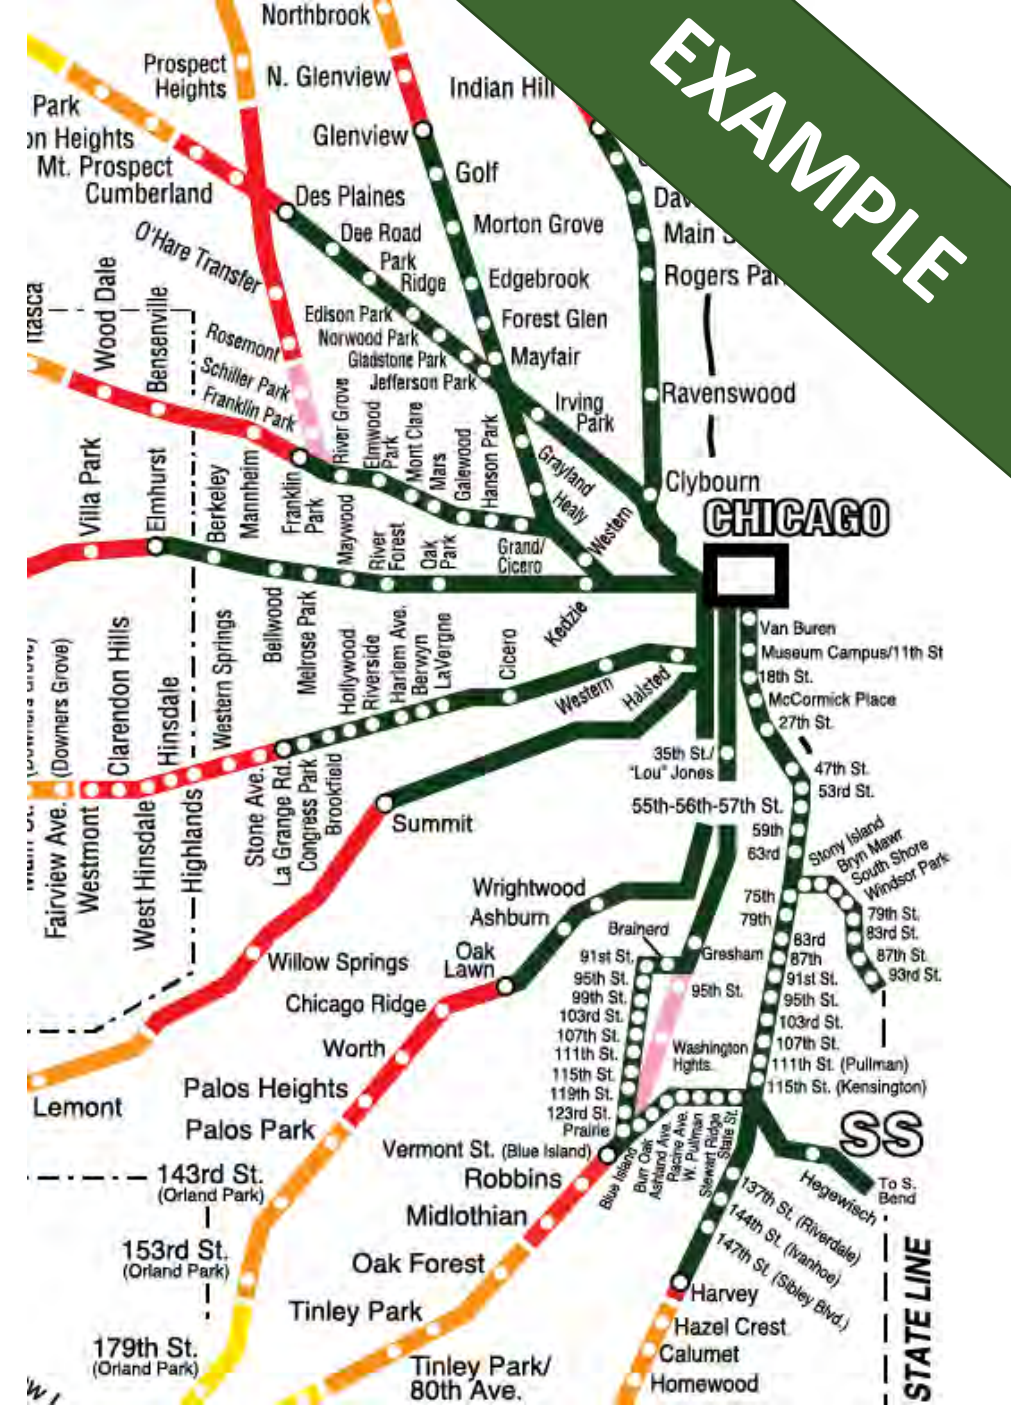 EXAMPLE
Northbrook
Prospect
Heights
N. Glenview
Indian Hill
Park
Heights
Glenview
Mt. Prospect
Cumberland
Golf
Des Plaines
Dee Road
Park
Ridge
Morton Grove
Main
Rogers
O'Hare Transfer
Edgebrook
Itasca
Wood Dale
Bensenville
Edison Park
Norwood Park
Gladstone Park
Jefferson Park
Forest Glen
Mayfair
Rosemont
Schiller Park
Franklin Park
Irving
Park
Ravenswood
River Grove
Elmwood
Park
Mont Clare
Mars
Galewood
Hanson Park
Grayland
Healy
Western
Clybourn
CHICAGO
Villa Park
Elmhurst
Berkeley
Mannheim
Franklin
Park
Maywood
River
Forest
Oak
Park
Grand/
Cicero
Kedzie
Bellwood
Melrose Park
Van Buren
Museum Campus/11th St
18th St.
McCormick Place
27th St.
(Downers Grove)
Clarendon Hills
Hinsdale
Western Springs
Hollywood
Riverside
Harlem Ave.
Berwyn
LaVergne
Cicero
Western
Halsted
35th St./
"Lou" Jones
47th St.
53rd St.
55th-56th-57th St.
59th
63rd
Stony Island
Bryn Mawr
South Shore
Windsor Park
Fairview Ave.
Westmont
West Hinsdale
Highlands
Stone Ave.
La Grange Rd.
Congress Park
Brookfield
Summit
Wrightwood
Ashburn
75th
79th
79th St.
83rd St.
87th St.
93rd St.
Brainerd
Gresham
83rd
87th
91st St.
95th St.
103rd St.
107th St.
111th St. (Pullman)
115th St. (Kensington)
Oak
Lawn
91st St.
95th St.
99th St.
103rd St.
107th St.
111th St.
115th St.
119th St.
123rd St.
Prairie
95th St.
Washington
Hghts.
Willow Springs
Chicago Ridge
Worth
Palos Heights
Palos Park
Lemont
Vermont St. (Blue Island)
Blue Island
Burr Oak
Ashland Ave.
Racine Ave.
W. Pullman
Stewart Ridge
State St.
SS
Hegewisch
To S.
Bend
143rd St.
(Orland Park)
Robbins
Midlothian
137th St. (Riverdale)
144th St. (Ivanhoe)
147th St. (Sibley Blvd.)
153rd St.
(Orland Park)
Oak Forest
Tinley Park
Harvey
Hazel Crest
Calumet
Homewood
179th St.
(Orland Park)
Tinley Park/
80th Ave.
STATE LINE